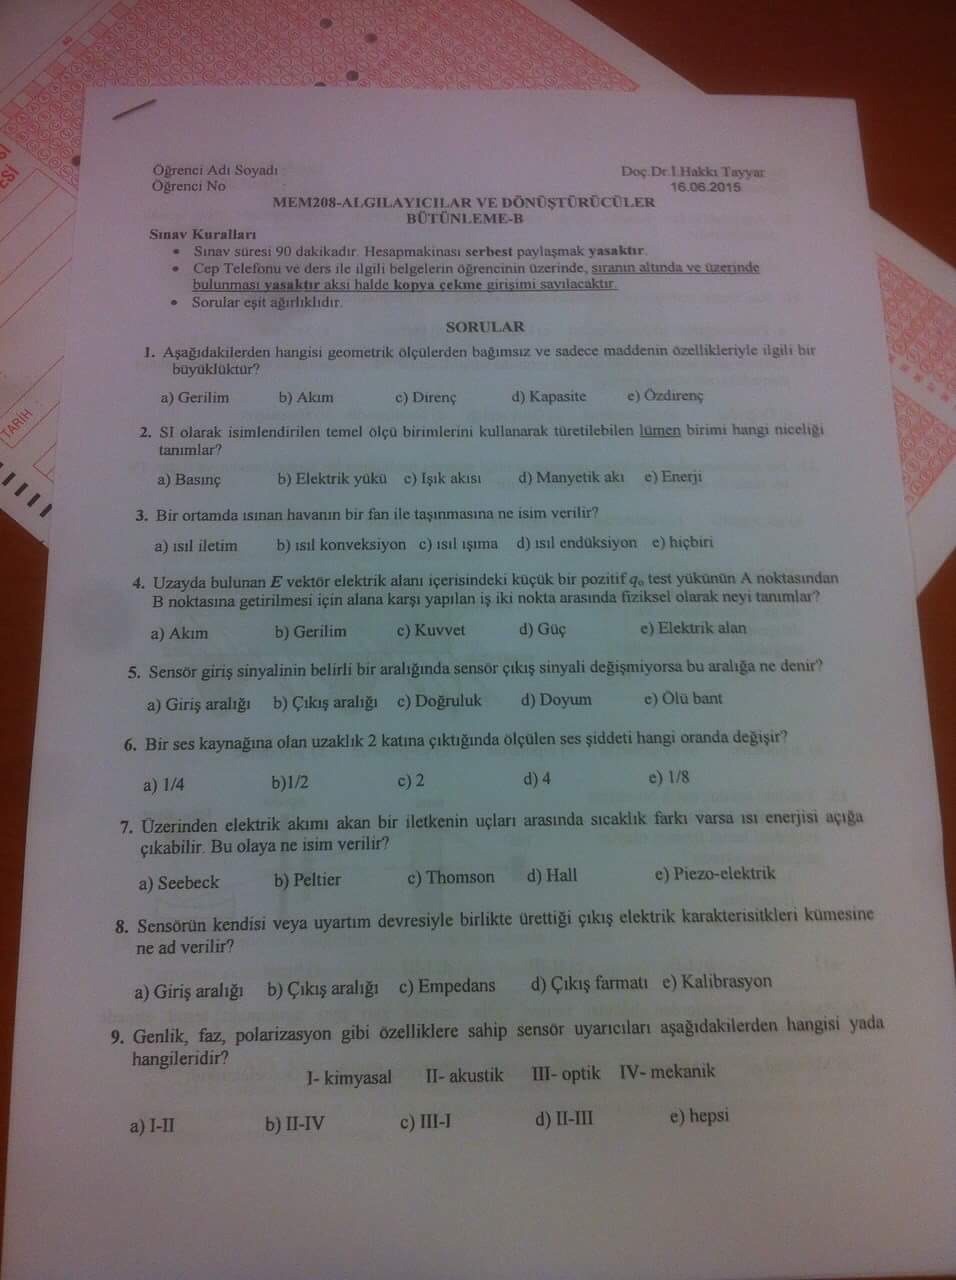 Öğrenci Adı Soyadı :
Doç.Dr.İ.Hakkı Tayyar
Öğrenci No :
16.06.2015
MEM208-ALGILAYICILAR VE DÖNÜŞTÜRÜCÜLER
BÜTÜNLEME-B
Sınav Kuralları
• Sınav süresi 90 dakikadır. Hesapmakinası serbest paylaşmak yasaktır.
• Cep Telefonu ve ders ile ilgili belgelerin öğrencinin üzerinde, sıranın altında ve üzerinde
bulunması yasaktır aksi halde kopya çekme girişimi sayılacaktır.
• Sorular eşit ağırlıklıdır.
SORULAR
1. Aşağıdakilerden hangisi geometrik ölçülerden bağımsız ve sadece maddenin özellikleriyle ilgili bir
büyüklüktür?
a) Gerilim b) Akım c) Direnç d) Kapasite e) Özdirenç
2. SI olarak isimlendirilen temel ölçü birimlerini kullanarak türetilebilen lümen birimi hangi niceliği
tanımlar?
a) Basınç b) Elektrik yükü c) Işık akısı d) Manyetik akı e) Enerji
3. Bir ortamda ısınan havanın bir fan ile taşınmasına ne isim verilir?
a) ısıl iletim b) ısıl konveksiyon c) ısıl ışıma d) ısıl endüksiyon e) hiçbiri
4. Uzayda bulunan E vektör elektrik alanı içerisindeki küçük bir pozitif qo test yükünün A noktasından
B noktasına getirilmesi için alana karşı yapılan iş iki nokta arasında fiziksel olarak neyi tanımlar?
a) Akım b) Gerilim c) Kuvvet d) Güç e) Elektrik alan
5. Sensör giriş sinyalinin belirli bir aralığında sensör çıkış sinyali değişmiyorsa bu aralığa ne denir?
a) Giriş aralığı b) Çıkış aralığı c) Doğruluk d) Doyum e) Ölü bant
6. Bir ses kaynağına olan uzaklık 2 katına çıktığında ölçülen ses şiddeti hangi oranda değişir?
a) 1/4 b)1/2 c) 2 d) 4 e) 1/8
7. Üzerinden elektrik akımı akan bir iletkenin uçları arasında sıcaklık farkı varsa ısı enerjisi açığa
çıkabilir. Bu olaya ne isim verilir?
a) Seebeck b) Peltier c) Thomson d) Hall e) Piezo-elektrik
8. Sensörün kendisi veya uyartım devresiyle birlikte ürettiği çıkış elektrik karakterisitkleri kümesine
ne ad verilir?
a) Giriş aralığı b) Çıkış aralığı c) Empedans d) Çıkış farmatı e) Kalibrasyon
9. Genlik, faz, polarizasyon gibi özelliklere sahip sensör uyarıcıları aşağıdakilerden hangisi yada
hangileridir?
I- kimyasal II- akustik III- optik IV- mekanik
a) I-II b) II-IV c) III-I d) II-III e) hepsi
TARİH